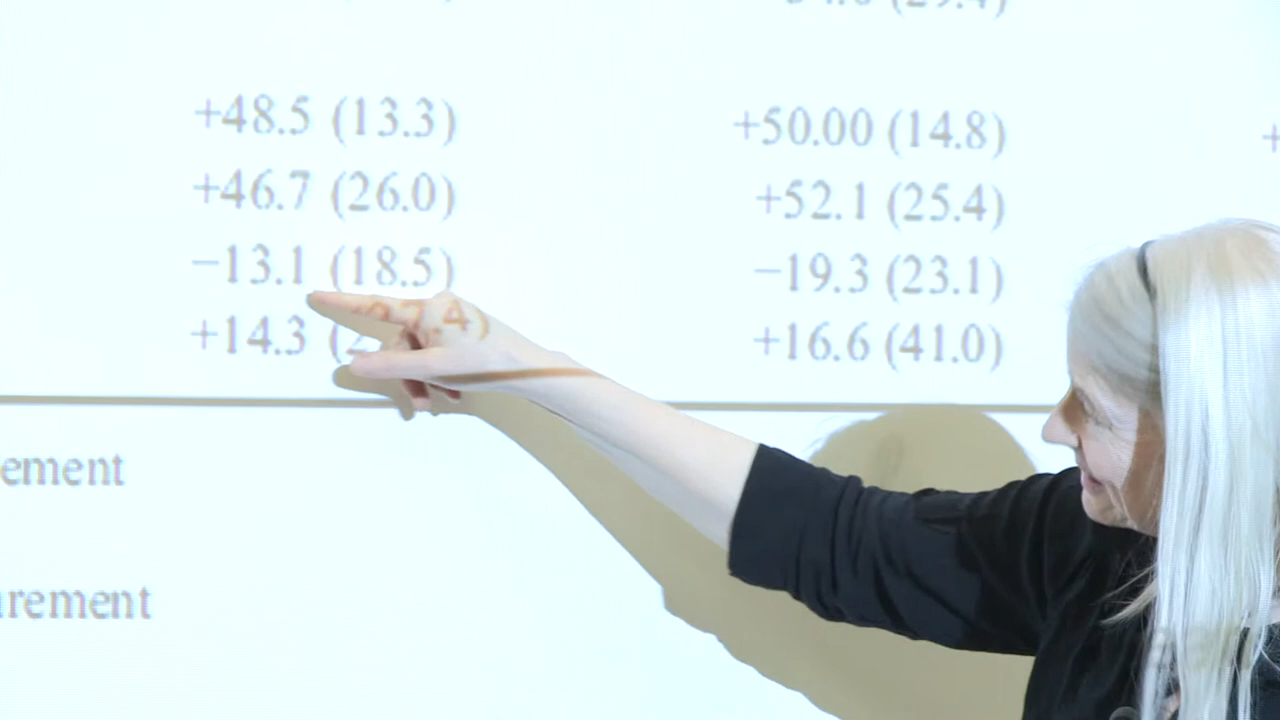 +48.5 (13.3) +50.00 (14.8)
+46.7 (26.0) +52.1 (25.4)
−13.1 (18.5) −19.3 (23.1)
+14.3 +16.6 (41.0)
ement
urement